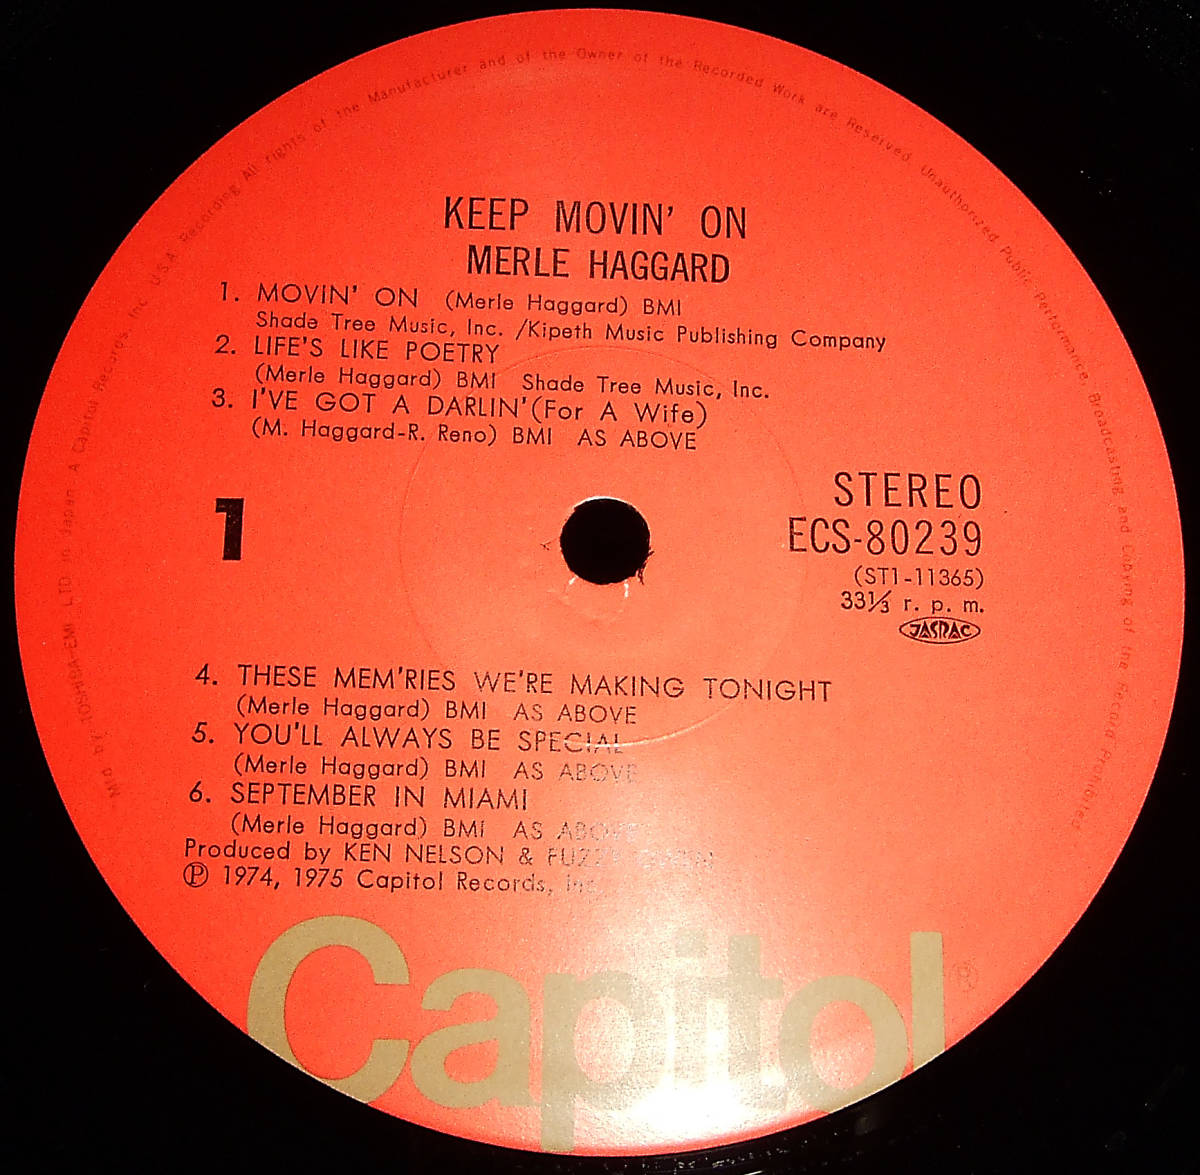 Mfd by TOSHIBA-EMI LTD in Japan A Capitol Records, Inc. U.S.A. Recording All rights of the Manufacturer and of the Owner of the Recorded Work are Reserved Unauthorized Public Performance, Broadcasting and Copying of the Record Prohibited
KEEP MOVIN' ON
MERLE HAGGARD
1. MOVIN' ON (Merle Haggard) BMI
Shade Tree Music, Inc. /Kipeth Music Publishing Company
2. LIFE'S LIKE POETRY
(Merle Haggard) BMI Shade Tree Music, Inc.
3. I'VE GOT A DARLIN'(For A Wife)
(M. Haggard-R. Reno) BMI AS ABOVE
1
STEREO
ECS-80239
(ST1-11365)
33⅓ r. p. m.
JASRAC
4. THESE MEM'RIES WE'RE MAKING TONIGHT
(Merle Haggard) BMI AS ABOVE
5. YOU'LL ALWAYS BE SPECIAL
(Merle Haggard) BMI AS ABOVE
6. SEPTEMBER IN MIAMI
(Merle Haggard) BMI AS ABOVE
Produced by KEN NELSON & FUZZY
Ⓟ 1974, 1975 Capitol Records, Inc.
Capitol®